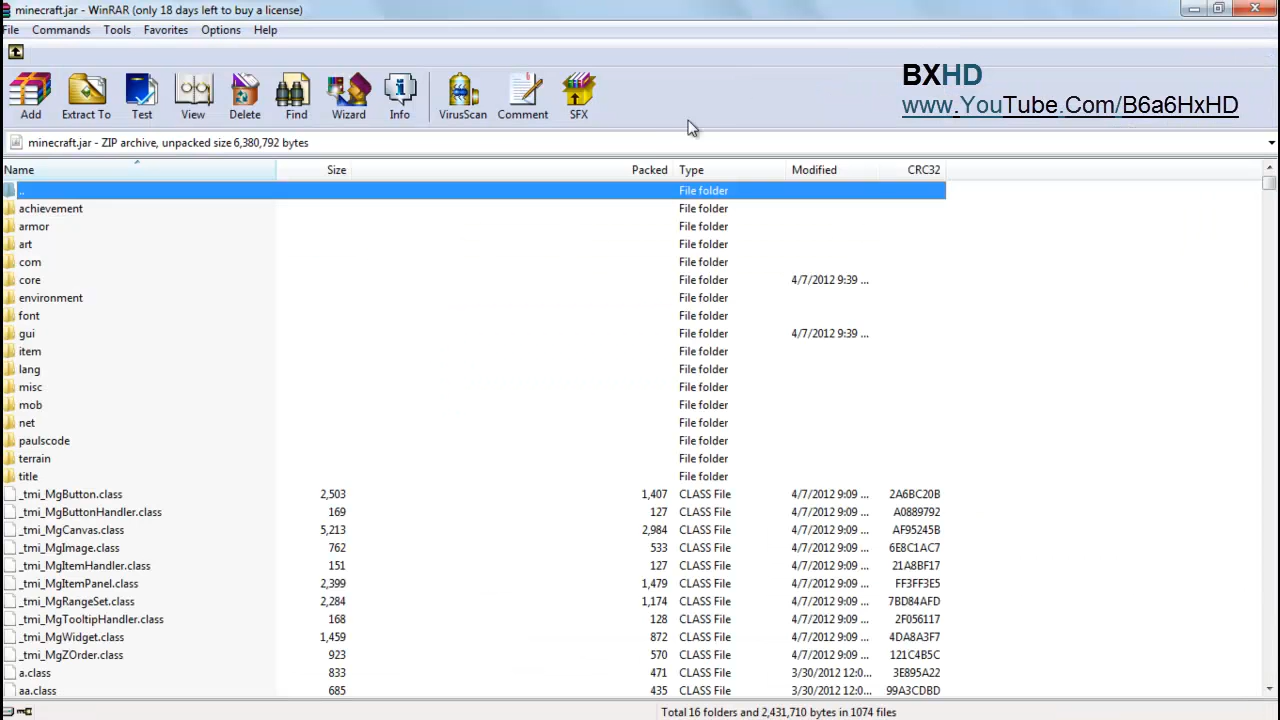 minecraft.jar - WinRAR (only 18 days left to buy a license)
File Commands Tools Favorites Options Help
BXHD
www.YouTube.Com/B6a6HxHD
Add Extract To Test View Delete Find Wizard Info VirusScan Comment SFX
minecraft.jar - ZIP archive, unpacked size 6,380,792 bytes
Name Size Packed Type Modified CRC32
.. File folder
achievement File folder
armor File folder
art File folder
com File folder
core File folder 4/7/2012 9:39 ...
environment File folder
font File folder
gui File folder 4/7/2012 9:39 ...
item File folder
lang File folder
misc File folder
mob File folder
net File folder
paulscode File folder
terrain File folder
title File folder
_tmi_MgButton.class 2,503 1,407 CLASS File 4/7/2012 9:09 ... 2A6BC20B
_tmi_MgButtonHandler.class 169 127 CLASS File 4/7/2012 9:09 ... A0889792
_tmi_MgCanvas.class 5,213 2,984 CLASS File 4/7/2012 9:09 ... AF95245B
_tmi_MgImage.class 762 533 CLASS File 4/7/2012 9:09 ... 6E8C1AC7
_tmi_MgItemHandler.class 151 127 CLASS File 4/7/2012 9:09 ... 21A8BF17
_tmi_MgItemPanel.class 2,399 1,479 CLASS File 4/7/2012 9:09 ... FF3FF3E5
_tmi_MgRangeSet.class 2,284 1,174 CLASS File 4/7/2012 9:09 ... 7BD84AFD
_tmi_MgTooltipHandler.class 168 128 CLASS File 4/7/2012 9:09 ... 2F056117
_tmi_MgWidget.class 1,459 872 CLASS File 4/7/2012 9:09 ... 4DA8A3F7
_tmi_MgZOrder.class 923 570 CLASS File 4/7/2012 9:09 ... 121C4B5C
a.class 833 471 CLASS File 3/30/2012 12:0... 3E895A22
aa.class 685 435 CLASS File 3/30/2012 12:0... 99A3CDBD
Total 16 folders and 2,431,710 bytes in 1074 files